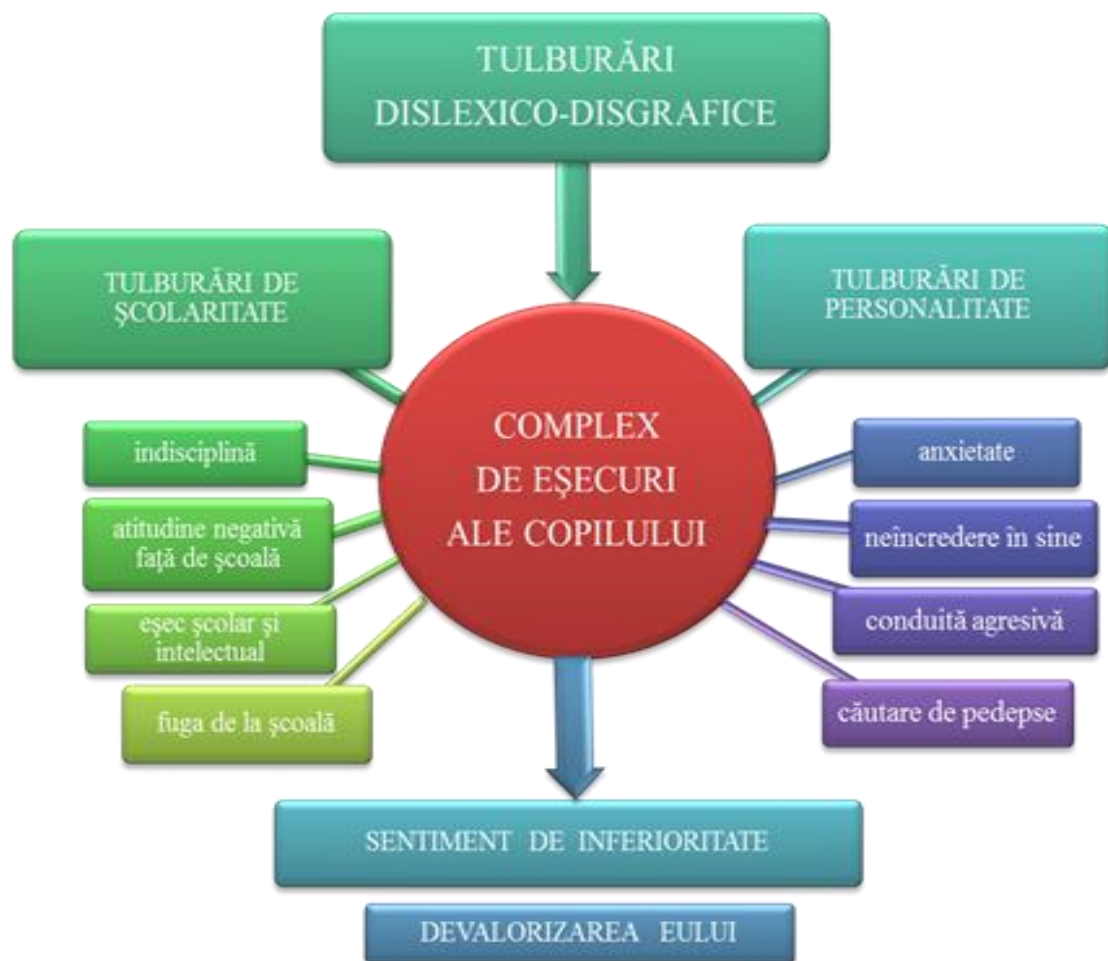 TULBURĂRI
DISLEXICO-DISGRAFICE
TULBURĂRI DE
ŞCOLARITATE
TULBURĂRI DE
PERSONALITATE
COMPLEX
DE EŞECURI
ALE COPILULUI
indisciplină
atitudine negativă
faţă de şcoală
eşec şcolar şi
intelectual
fuga de la şcoală
anxietate
neîncredere în sine
conduită agresivă
căutare de pedepse
SENTIMENT DE INFERIORITATE
DEVALORIZAREA EULUI